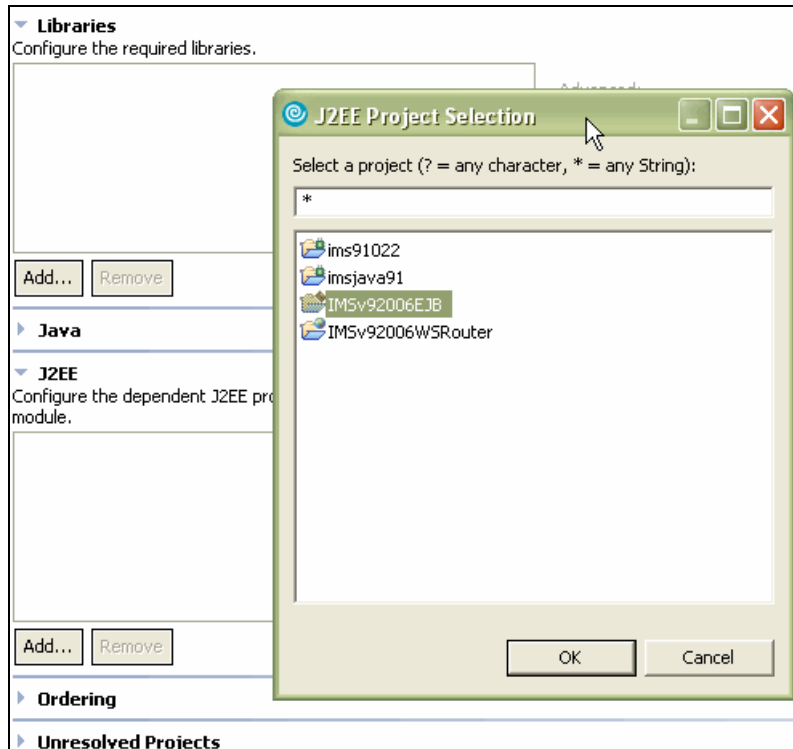 Libraries
Configure the required libraries.
Add... Remove
Java
J2EE
Configure the dependent J2EE
module.
Add... Remove
Ordering
Unresolved Projects
J2EE Project Selection
Select a project (? = any character, * = any String):
*
ims91022
imsjava91
IMSv92006EJB
IMSv92006WSRouter
OK Cancel